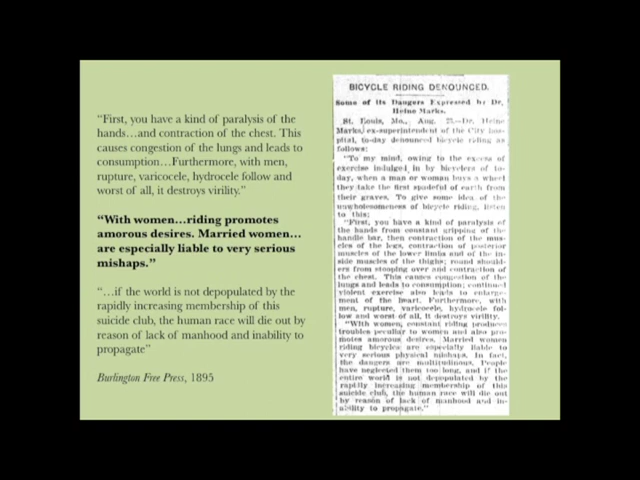 “First, you have a kind of paralysis of the
hands…and contraction of the chest. This
causes congestion of the lungs and leads to
consumption…Furthermore, with men,
rupture, varicocele, hydrocele follow and
worst of all, it destroys virility.”
“With women…riding promotes
amorous desires. Married women…
are especially liable to very serious
mishaps.”
“…if the world is not depopulated by the
rapidly increasing membership of this
suicide club, the human race will die out by
reason of lack of manhood and inability to
propagate”
Burlington Free Press, 1895
BICYCLE RIDING DENOUNCED.
Some of its Dangers Expressed by Dr.
Heine Marks.
St. Louis, Mo., Aug. —Dr. Heine
Marks, ex-superintendent of the City hos-
pital, to-day denounced bicycle riding as
follows:
"To my mind, owing to the excess of
exercise indulged in by bicyclers of to-
day, when a man or woman buys a wheel
they take the first spadeful of earth from
their graves. To give some idea of the
unwholesomeness of bicycle riding, listen
to this:
"First, you have a kind of paralysis of
the hands from constant gripping of the
handle bar, then contraction of the mus-
cles of the legs, contraction of posterior
muscles of the lower limbs and of the in-
side muscles of the thighs; round should-
ers from stooping over and contraction of
the chest. This causes congestion of the
lungs and leads to consumption; continued
violent exercise also leads to enlarge-
ment of the heart. Furthermore, with
men, rupture, varicocele, hydrocele fol-
low and worst of all, it destroys virility.
"With women, constant riding produces
troubles peculiar to women and also pro-
motes amorous desires. Married women
riding bicycles are especially liable to
very serious physical mishaps. In fact,
the dangers are multitudinous. People
have neglected them too long, and if the
entire world is not depopulated by the
rapidly increasing membership of this
suicide club, the human race will die out
by reason of lack of manhood and in-
ability to propagate."